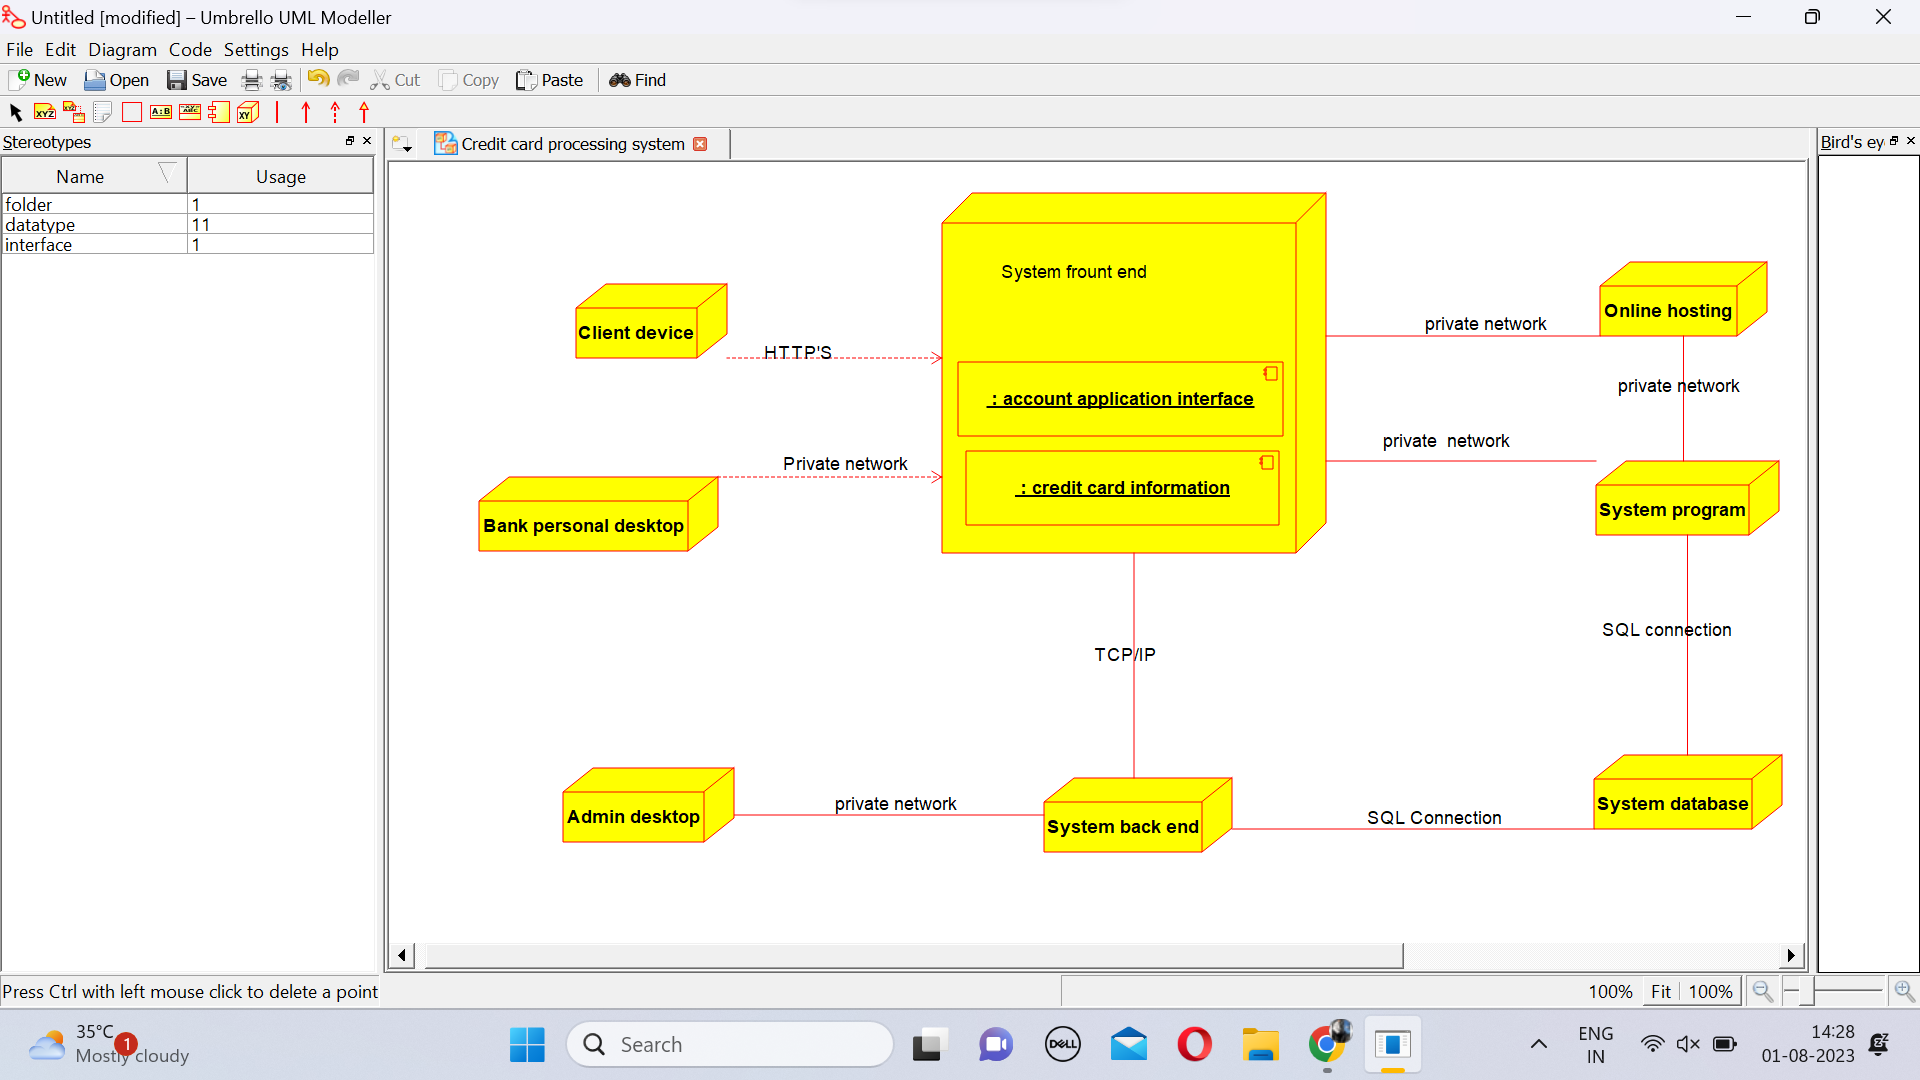 Untitled [modified] – Umbrello UML Modeller
File Edit Diagram Code Settings Help
New Open Save Cut Copy Paste Find
XYZ A:B XY
Stereotypes
Name Usage
folder 1
datatype 11
interface 1
Credit card processing system
Bird's ey
System frount end
Client device
HTTP'S
: account application interface
Private network
: credit card information
Bank personal desktop
private network
Online hosting
private network
private network
System program
TCP/IP
SQL connection
Admin desktop
private network
System back end
SQL Connection
System database
Press Ctrl with left mouse click to delete a point
100% Fit 100%
35°C
1
Mostly cloudy
Search
DELL
ENG
IN
14:28
01-08-2023